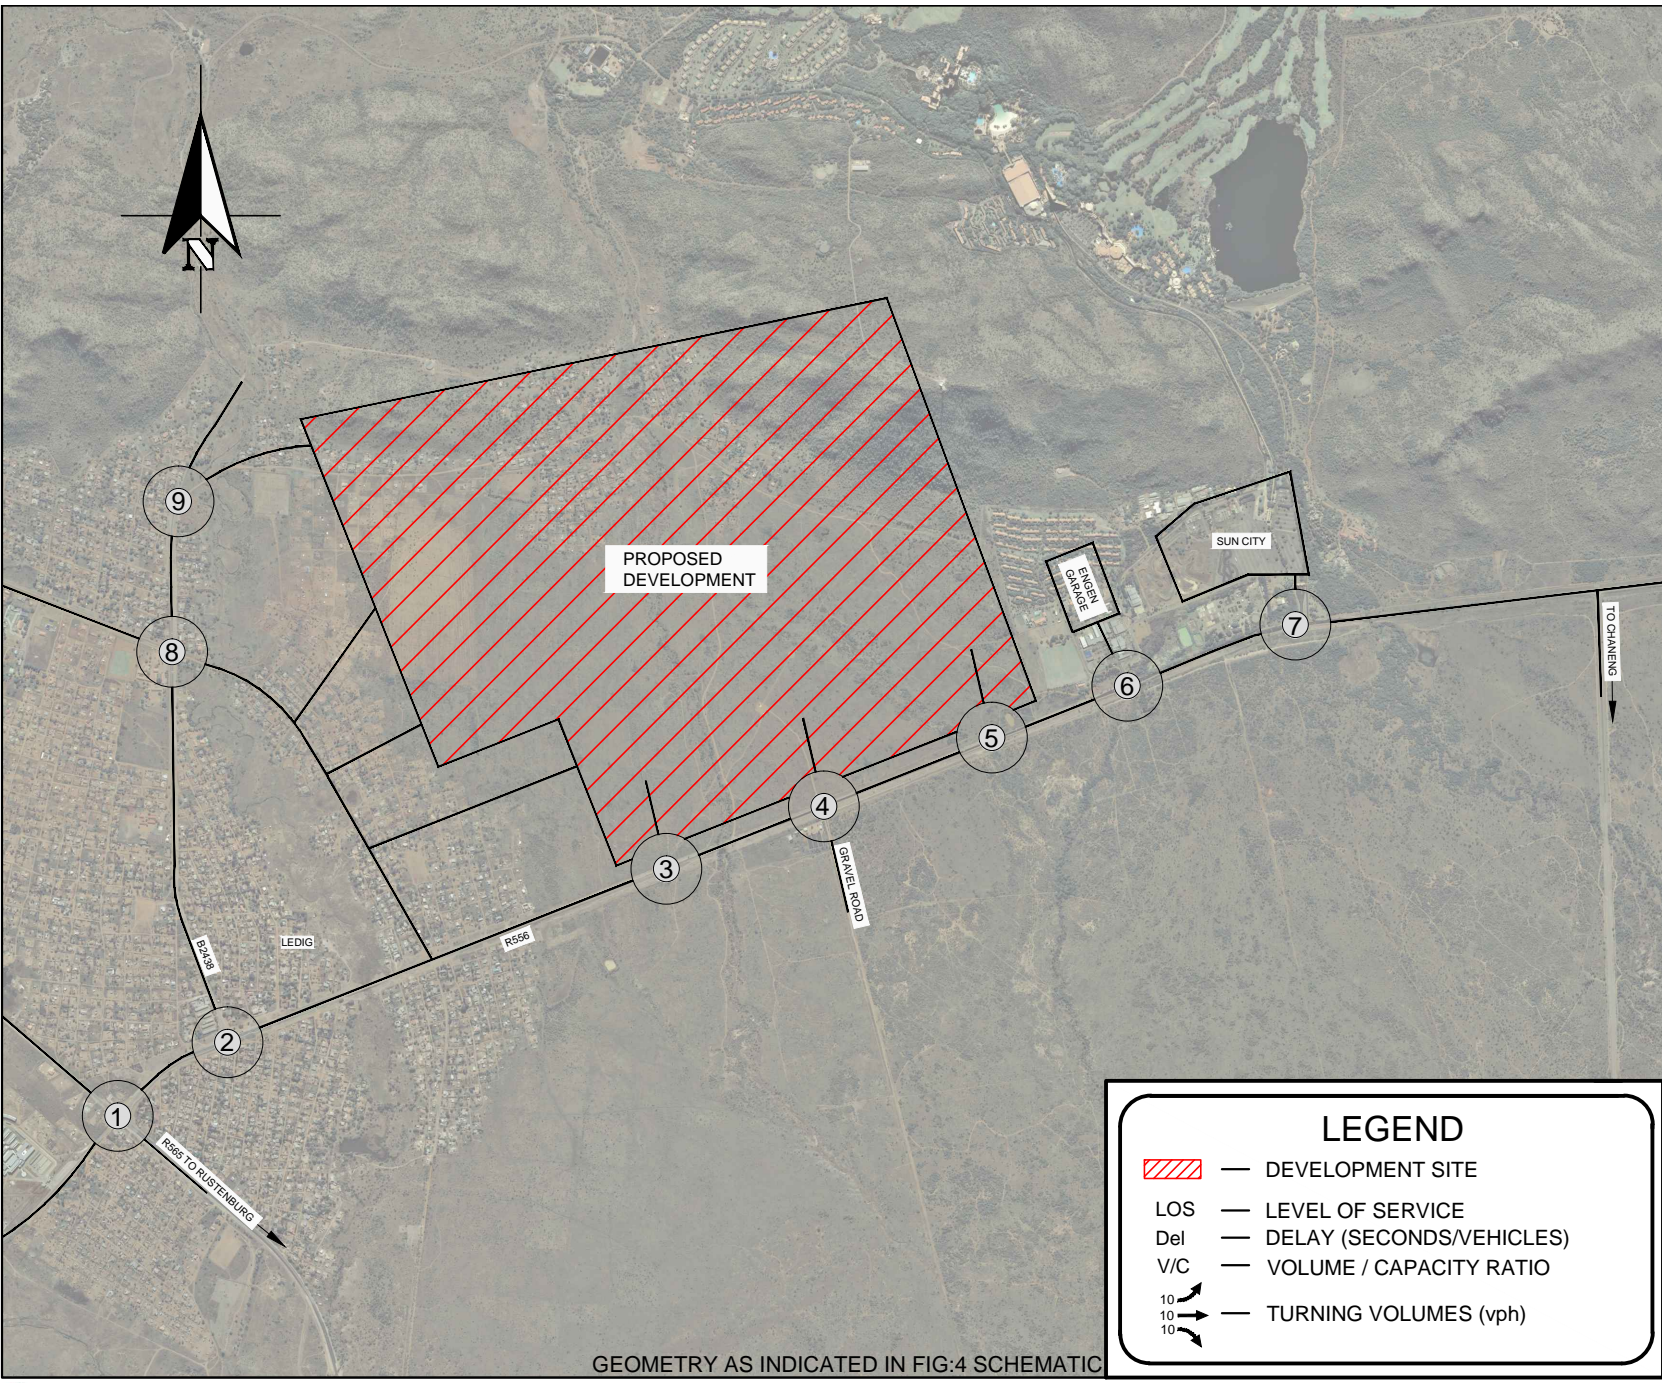 N
9
PROPOSED
DEVELOPMENT
SUN CITY
ENGEN
GARAGE
7
TO CHANENG
8
6
5
4
3
GRAVEL ROAD
R556
LEDIG
B2438
2
1
R565 TO RUSTENBURG
LEGEND
— DEVELOPMENT SITE
LOS — LEVEL OF SERVICE
Del — DELAY (SECONDS/VEHICLES)
V/C — VOLUME / CAPACITY RATIO
10
10 — TURNING VOLUMES (vph)
10
GEOMETRY AS INDICATED IN FIG:4 SCHEMATIC